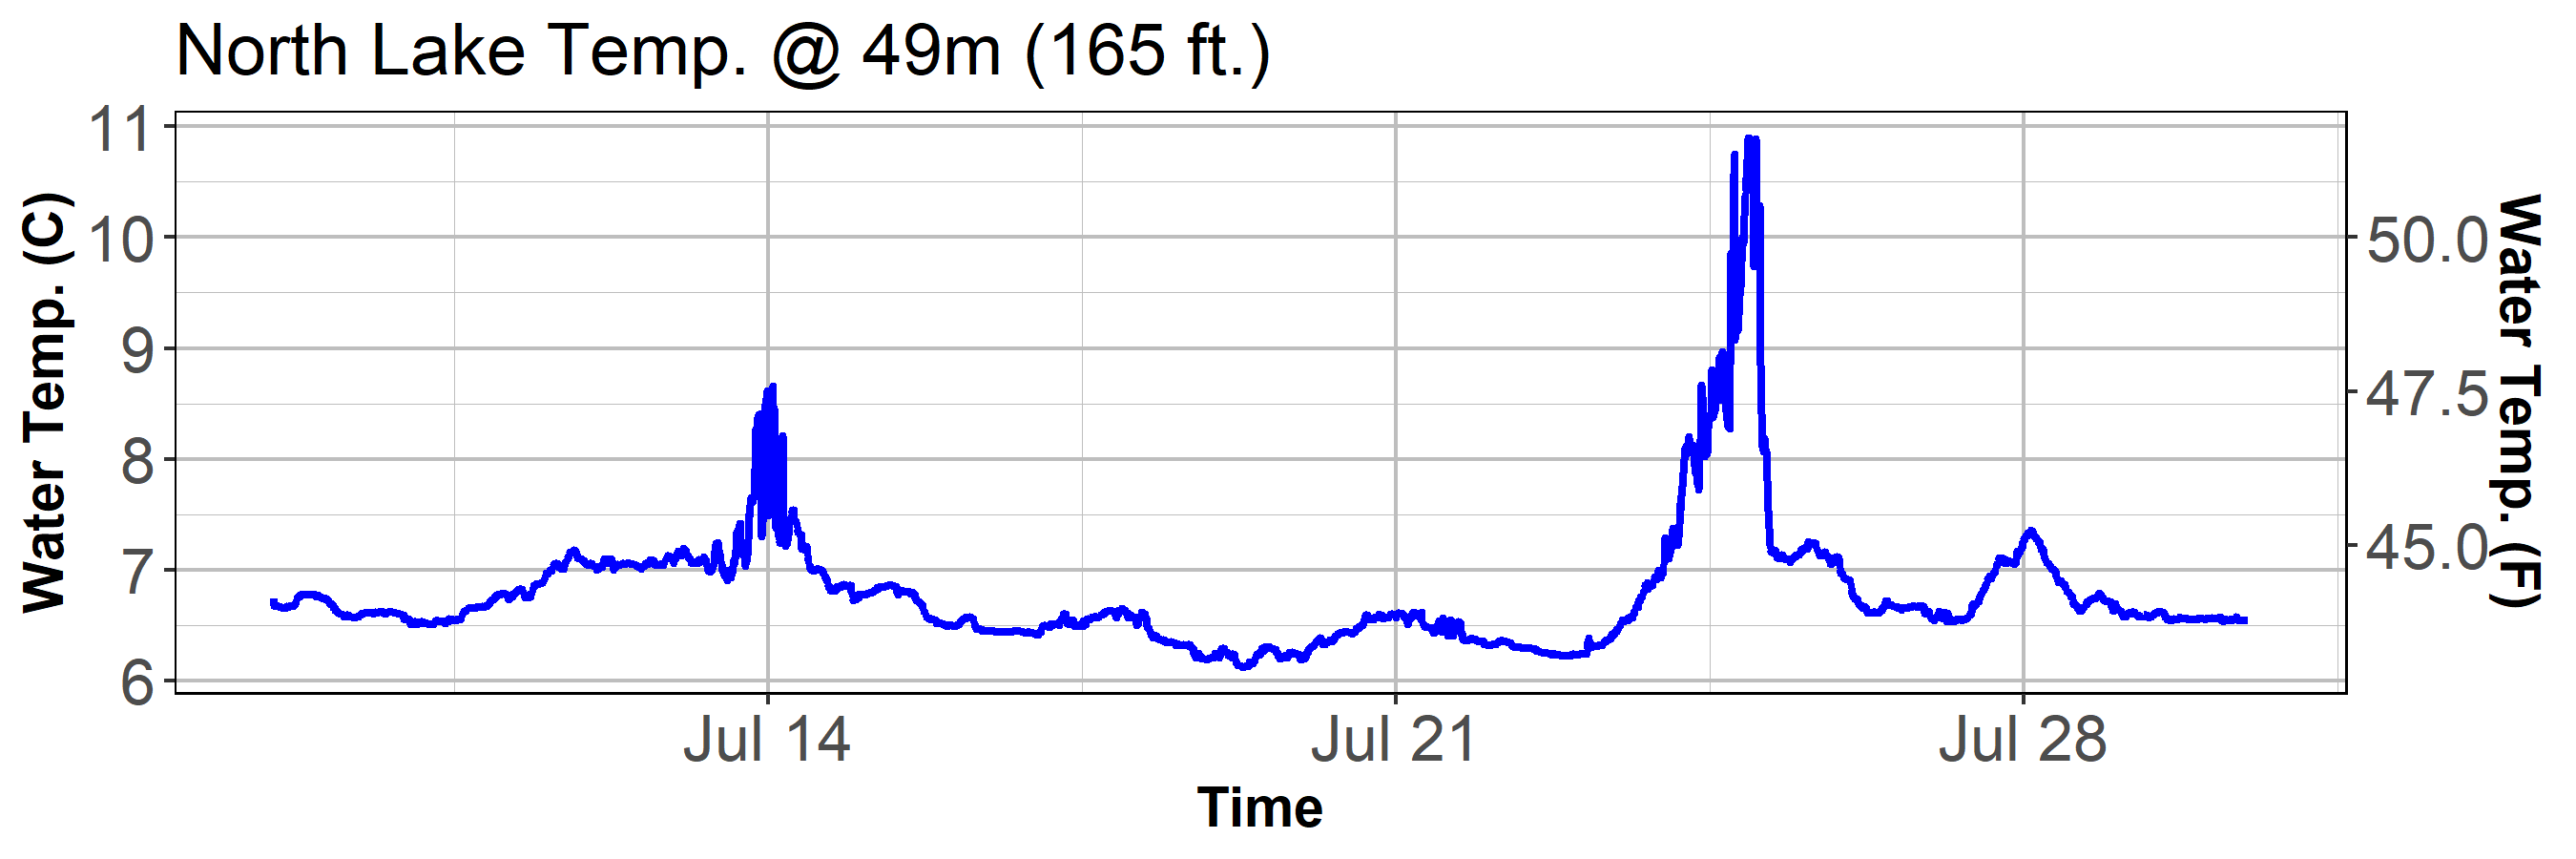 North Lake Temp. @ 49m (165 ft.)
Water Temp. (C)
11
10
9
8
7
6
50.0
47.5
45.0
Water Temp. (F)
Jul 14
Jul 21
Jul 28
Time